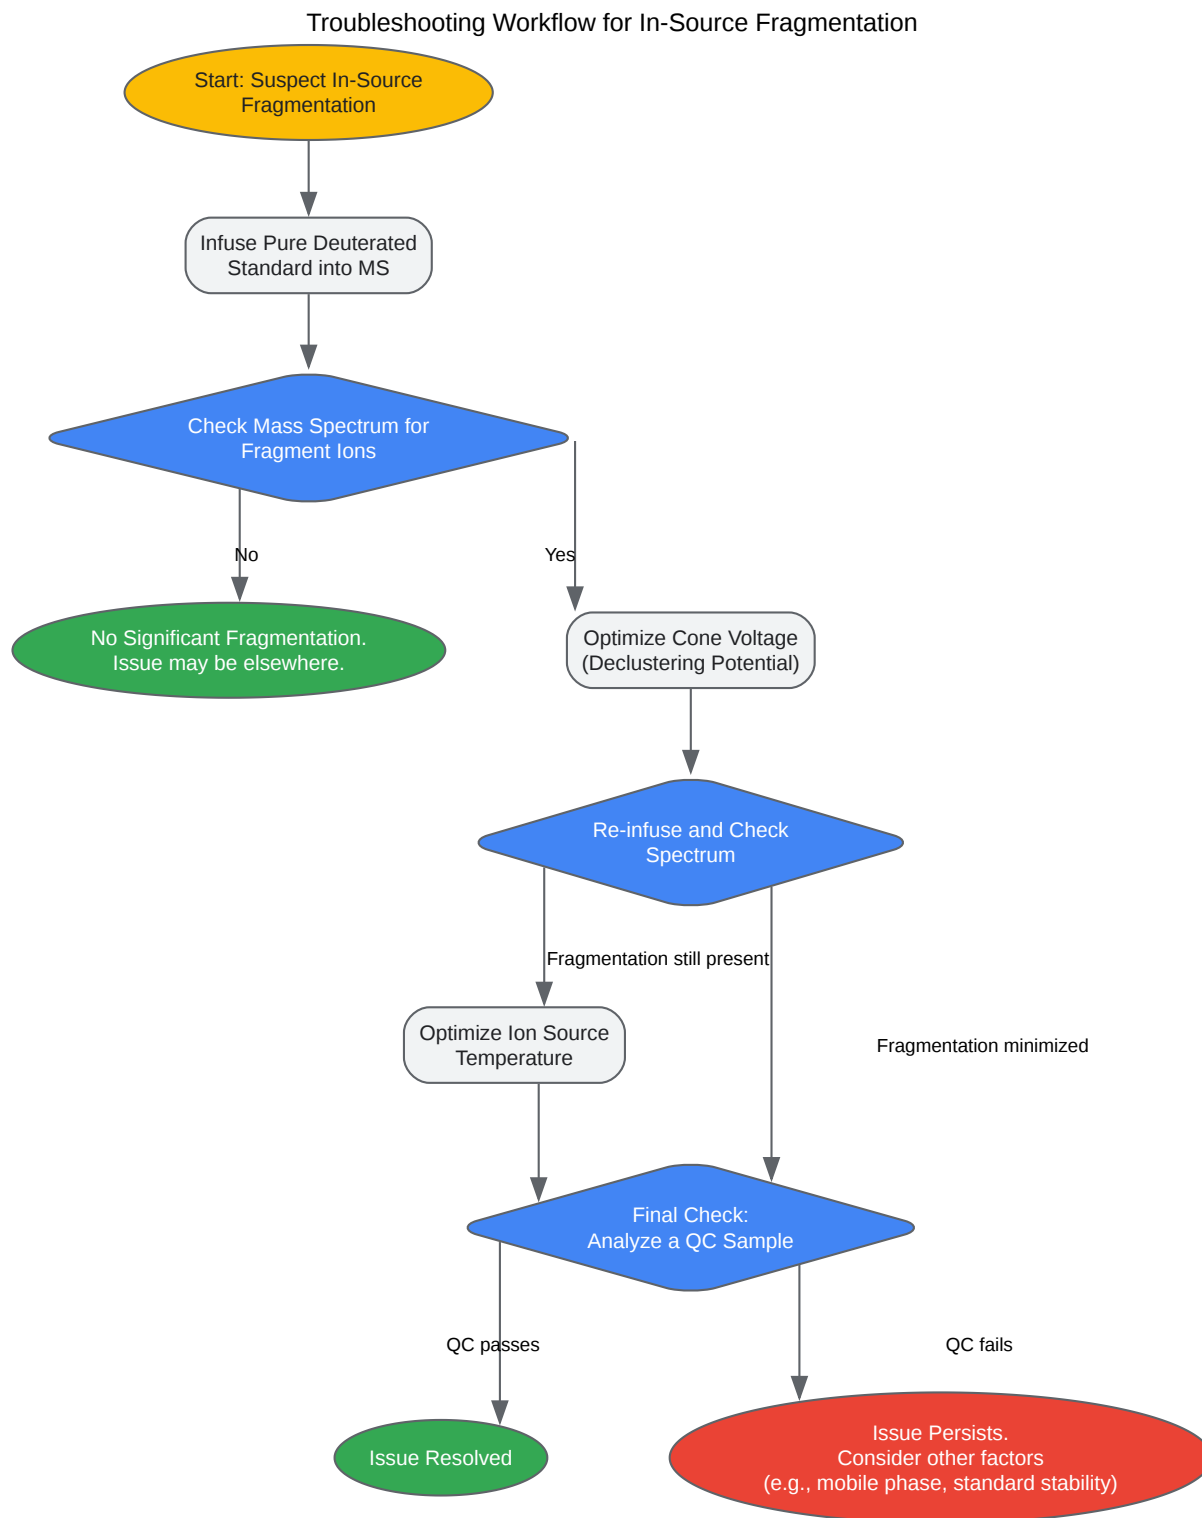 Troubleshooting Workflow for In-Source Fragmentation
Start: Suspect In-Source
Fragmentation
Infuse Pure Deuterated
Standard into MS
Check Mass Spectrum for
Fragment Ions
No
Yes
No Significant Fragmentation.
Issue may be elsewhere.
Optimize Cone Voltage
(Declustering Potential)
Re-infuse and Check
Spectrum
Fragmentation still present
Optimize Ion Source
Temperature
Fragmentation minimized
Final Check:
Analyze a QC Sample
QC passes
QC fails
Issue Resolved
Issue Persists.
Consider other factors
(e.g., mobile phase, standard stability)